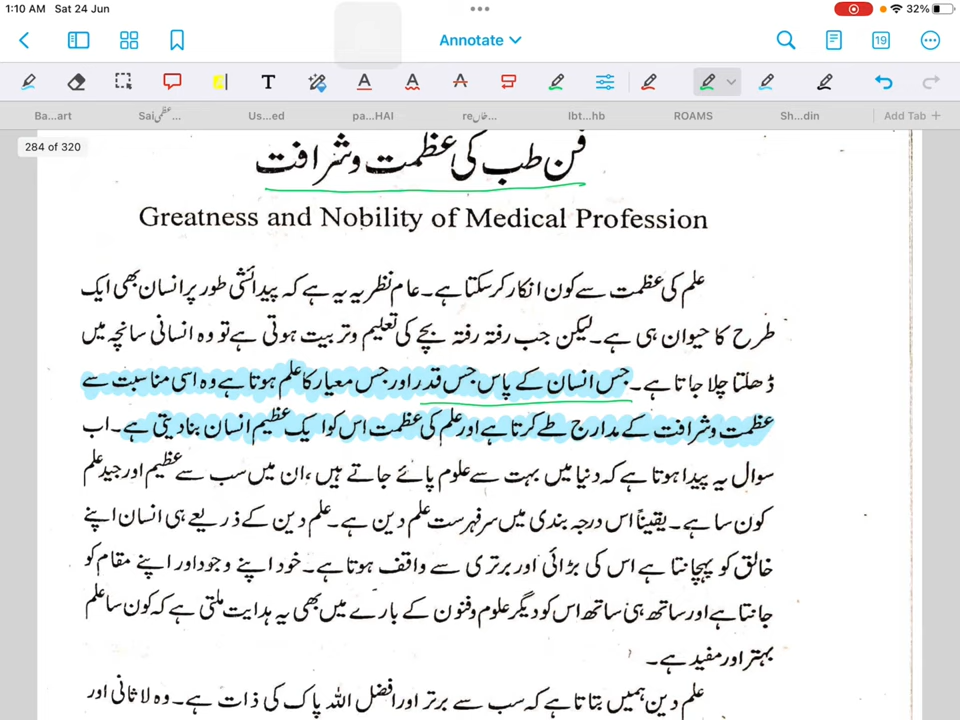 1:10 AM Sat 24 Jun
32%
Annotate
19
T
A A A
Ba...art
Us...ed
pa...HAI
Ibt...hb
ROAMS
Sh...din
Add Tab +
284 of 320
فن طب کی عظمت و شرافت
Greatness and Nobility of Medical Profession
علم کی عظمت سے کون انکار کر سکتا ہے۔ عام نظریہ یہ ہے کہ پیدائشی طور پر انسان بھی ایک
طرح کا حیوان ہی ہے۔ لیکن جب رفتہ رفتہ بچے کی تعلیم و تربیت ہوتی ہے تو وہ انسانی سانچہ میں
ڈھلتا چلا جاتا ہے۔ جس انسان کے پاس جس قدر اور جس معیار کا علم ہوتا ہے وہ اسی مناسبت سے
عظمت و شرافت کے مدارج طے کرتا ہے اور علم کی عظمت اس کو ایک عظیم انسان بنا دیتی ہے۔ اب
سوال یہ پیدا ہوتا ہے کہ دنیا میں بہت سے علوم پائے جاتے ہیں، ان میں سب سے عظیم اور جید علم
کون سا ہے۔ یقیناً اس درجہ بندی میں سرفہرست علم دین ہے۔ علم دین کے ذریعے ہی انسان اپنے
خالق کو پہچانتا ہے اس کی بڑائی اور برتری سے واقف ہوتا ہے۔ خود اپنے وجود اور اپنے مقام کو
جانتا ہے اور ساتھ ہی ساتھ اس کو دیگر علوم و فنون کے بارے میں بھی یہ ہدایت ملتی ہے کہ کون سا علم
بہتر اور مفید ہے۔
علم دین ہمیں بتاتا ہے کہ سب سے برتر اور افضل اللہ پاک کی ذات ہے۔ وہ لا ثانی اور